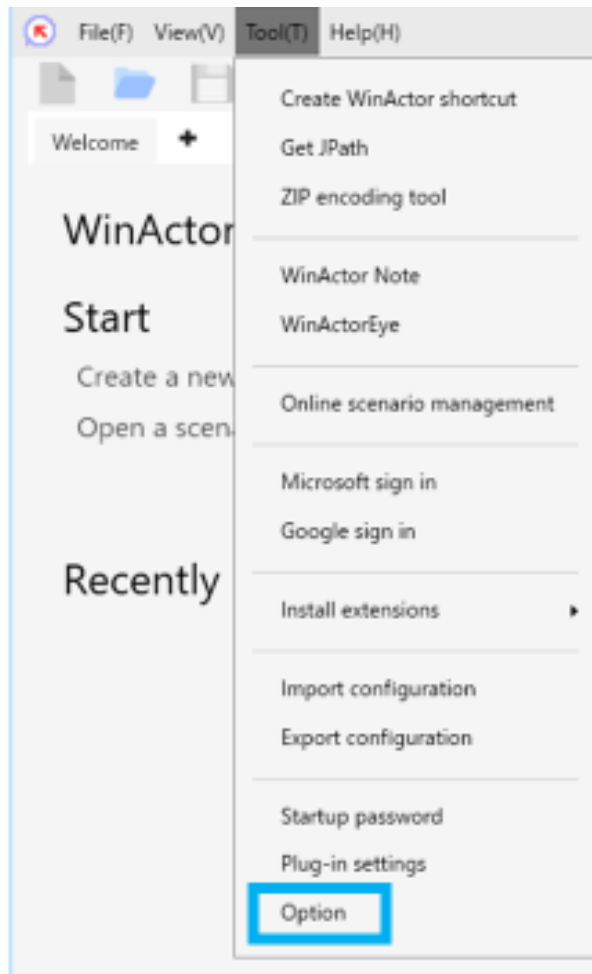 File(F) View(V) Tool(T) Help(H)
Welcome
WinActor
Start
Create a new
Open a scen
Recently
Create WinActor shortcut
Get JPath
ZIP encoding tool
WinActor Note
WinActorEye
Online scenario management
Microsoft sign in
Google sign in
Install extensions
Import configuration
Export configuration
Startup password
Plug-in settings
Option